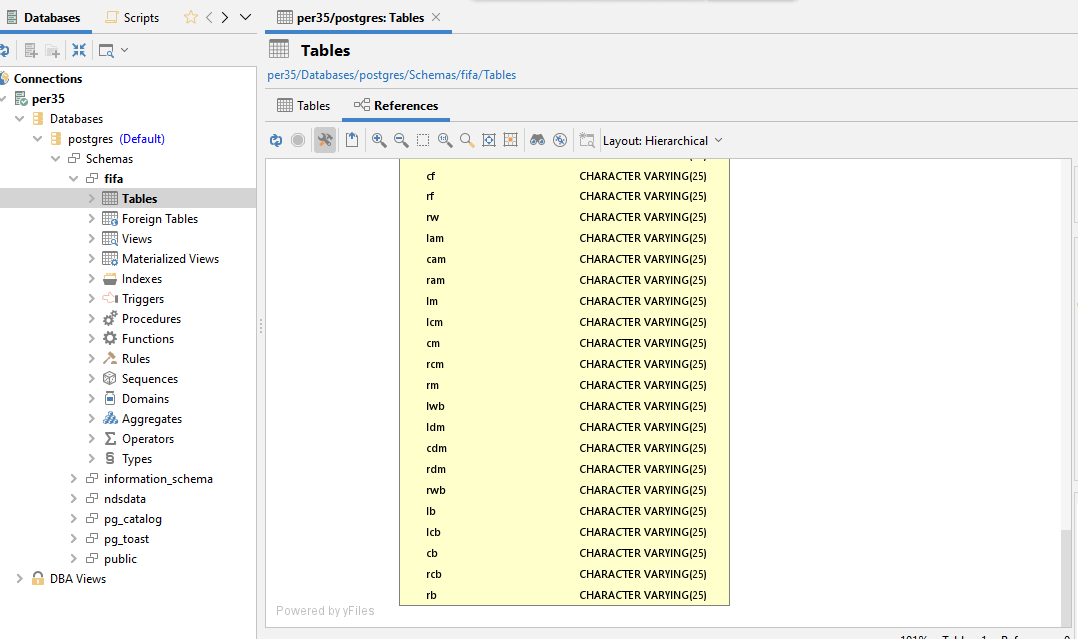 Databases
Scripts
per35/postgres: Tables
Tables
per35/Databases/postgres/Schemas/fifa/Tables
Tables
References
Layout: Hierarchical
Connections
per35
Databases
postgres (Default)
Schemas
fifa
Tables
Foreign Tables
Views
Materialized Views
Indexes
Triggers
Procedures
Functions
Rules
Sequences
Domains
Aggregates
Operators
Types
information_schema
ndsdata
pg_catalog
pg_toast
public
DBA Views
cf CHARACTER VARYING(25)
rf CHARACTER VARYING(25)
rw CHARACTER VARYING(25)
lam CHARACTER VARYING(25)
cam CHARACTER VARYING(25)
ram CHARACTER VARYING(25)
lm CHARACTER VARYING(25)
lcm CHARACTER VARYING(25)
cm CHARACTER VARYING(25)
rcm CHARACTER VARYING(25)
rm CHARACTER VARYING(25)
lwb CHARACTER VARYING(25)
ldm CHARACTER VARYING(25)
cdm CHARACTER VARYING(25)
rdm CHARACTER VARYING(25)
rwb CHARACTER VARYING(25)
lb CHARACTER VARYING(25)
lcb CHARACTER VARYING(25)
cb CHARACTER VARYING(25)
rcb CHARACTER VARYING(25)
rb CHARACTER VARYING(25)
Powered by yFiles